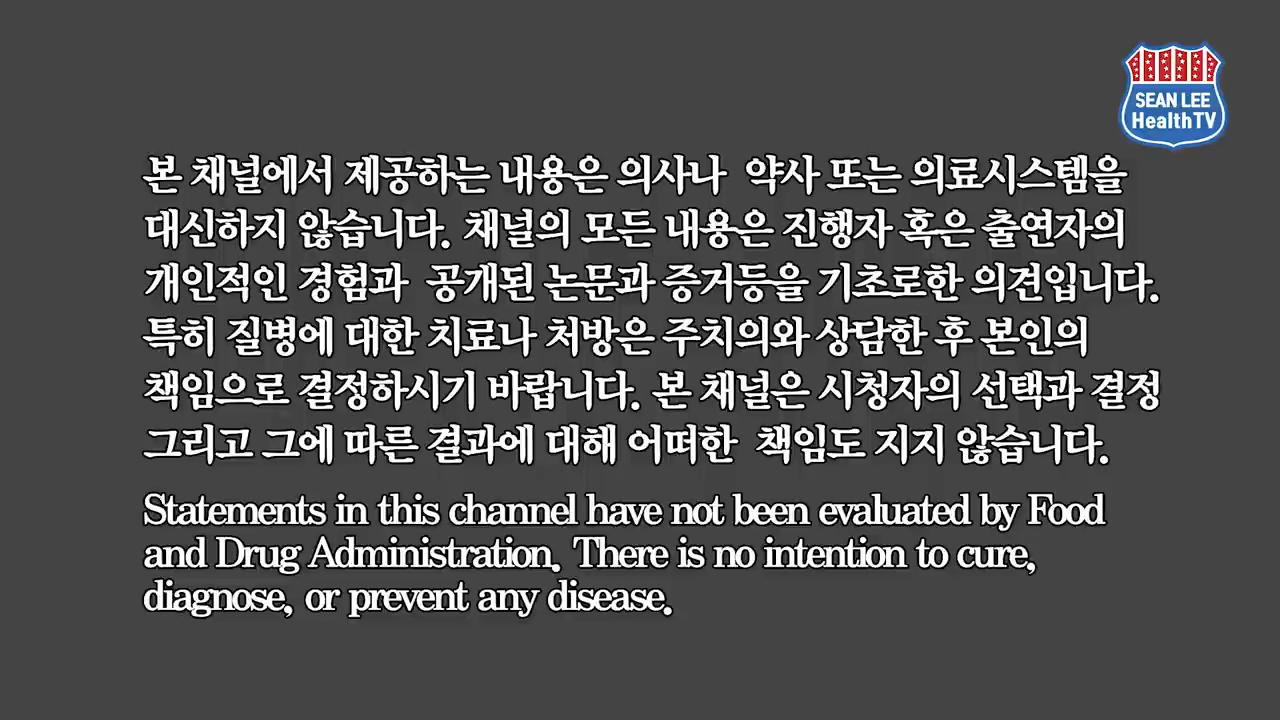 SEAN LEE
HealthTV
본 채널에서 제공하는 내용은 의사나 약사 또는 의료시스템을
대신하지 않습니다. 채널의 모든 내용은 진행자 혹은 출연자의
개인적인 경험과 공개된 논문과 증거등을 기초로한 의견입니다.
특히 질병에 대한 치료나 처방은 주치의와 상담한 후 본인의
책임으로 결정하시기 바랍니다. 본 채널은 시청자의 선택과 결정
그리고 그에 따른 결과에 대해 어떠한 책임도 지지 않습니다.
Statements in this channel have not been evaluated by Food
and Drug Administration. There is no intention to cure,
diagnose, or prevent any disease.